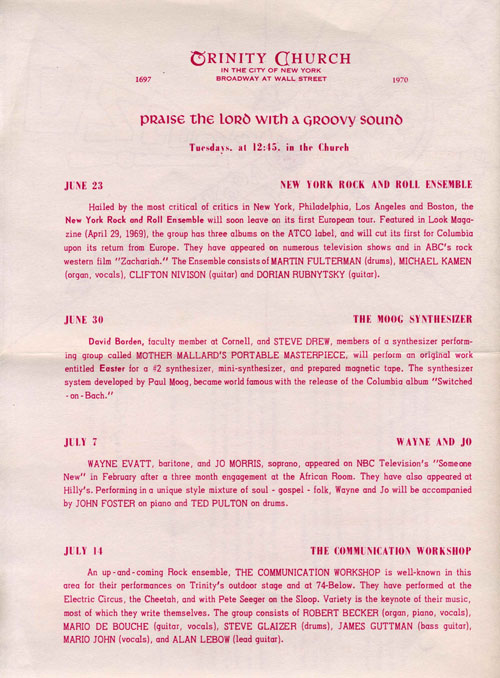 TRINITY CHURCH
IN THE CITY OF NEW YORK
1697 BROADWAY AT WALL STREET 1970
PRAISE the LORD WITH A GROOVY SOUND
Tuesdays, at 12:45, in the Church
JUNE 23 NEW YORK ROCK AND ROLL ENSEMBLE
Hailed by the most critical of critics in New York, Philadelphia, Los Angeles and Boston, the
New York Rock and Roll Ensemble will soon leave on its first European tour. Featured in Look Maga-
zine (April 29, 1969), the group has three albums on the ATCO label, and will cut its first for Columbia
upon its return from Europe. They have appeared on numerous television shows and in ABC's rock
western film "Zachariah." The Ensemble consists of MARTIN FULTERMAN (drums), MICHAEL KAMEN
(organ, vocals), CLIFTON NIVISON (guitar) and DORIAN RUBNYTSKY (guitar).
JUNE 30 THE MOOG SYNTHESIZER
David Borden, faculty member at Cornell, and STEVE DREW, members of a synthesizer perform-
ing group called MOTHER MALLARD'S PORTABLE MASTERPIECE, will perform an original work
entitled Easter for a #2 synthesizer, mini-synthesizer, and prepared magnetic tape. The synthesizer
system developed by Paul Moog, became world famous with the release of the Columbia album "Switched
-on-Bach."
JULY 7 WAYNE AND JO
WAYNE EVATT, baritone, and JO MORRIS, soprano, appeared on NBC Television's "Someone
New" in February after a three month engagement at the African Room. They have also appeared at
Hilly's. Performing in a unique style mixture of soul - gospel - folk, Wayne and Jo will be accompanied
by JOHN FOSTER on piano and TED PULTON on drums.
JULY 14 THE COMMUNICATION WORKSHOP
An up-and-coming Rock ensemble, THE COMMUNICATION WORKSHOP is well-known in this
area for their performances on Trinity's outdoor stage and at 74-Below. They have performed at the
Electric Circus, the Cheetah, and with Pete Seeger on the Sloop. Variety is the keynote of their music,
most of which they write themselves. The group consists of ROBERT BECKER (organ, piano, vocals),
MARIO DE BOUCHE (guitar, vocals), STEVE GLAIZER (drums), JAMES GUTTMAN (bass guitar),
MARIO JOHN (vocals), and ALAN LEBOW (lead guitar).